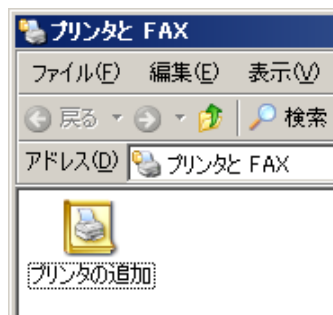 プリンタと FAX
ファイル(F) 編集(E) 表示(V)
戻る 検索
アドレス(D) プリンタと FAX
プリンタの追加